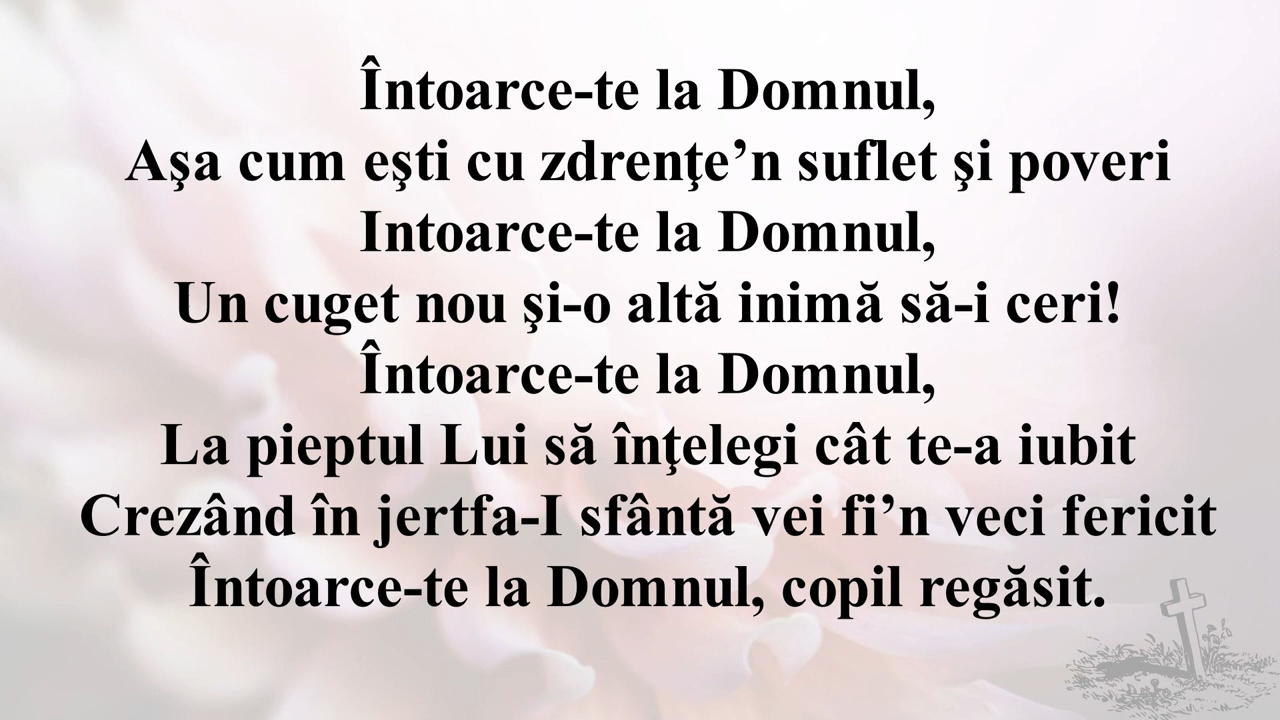 Întoarce-te la Domnul,
Aşa cum eşti cu zdrenţe’n suflet şi poveri
Intoarce-te la Domnul,
Un cuget nou şi-o altă inimă să-i ceri!
Întoarce-te la Domnul,
La pieptul Lui să înţelegi cât te-a iubit
Crezând în jertfa-I sfântă vei fi’n veci fericit
Întoarce-te la Domnul, copil regăsit.